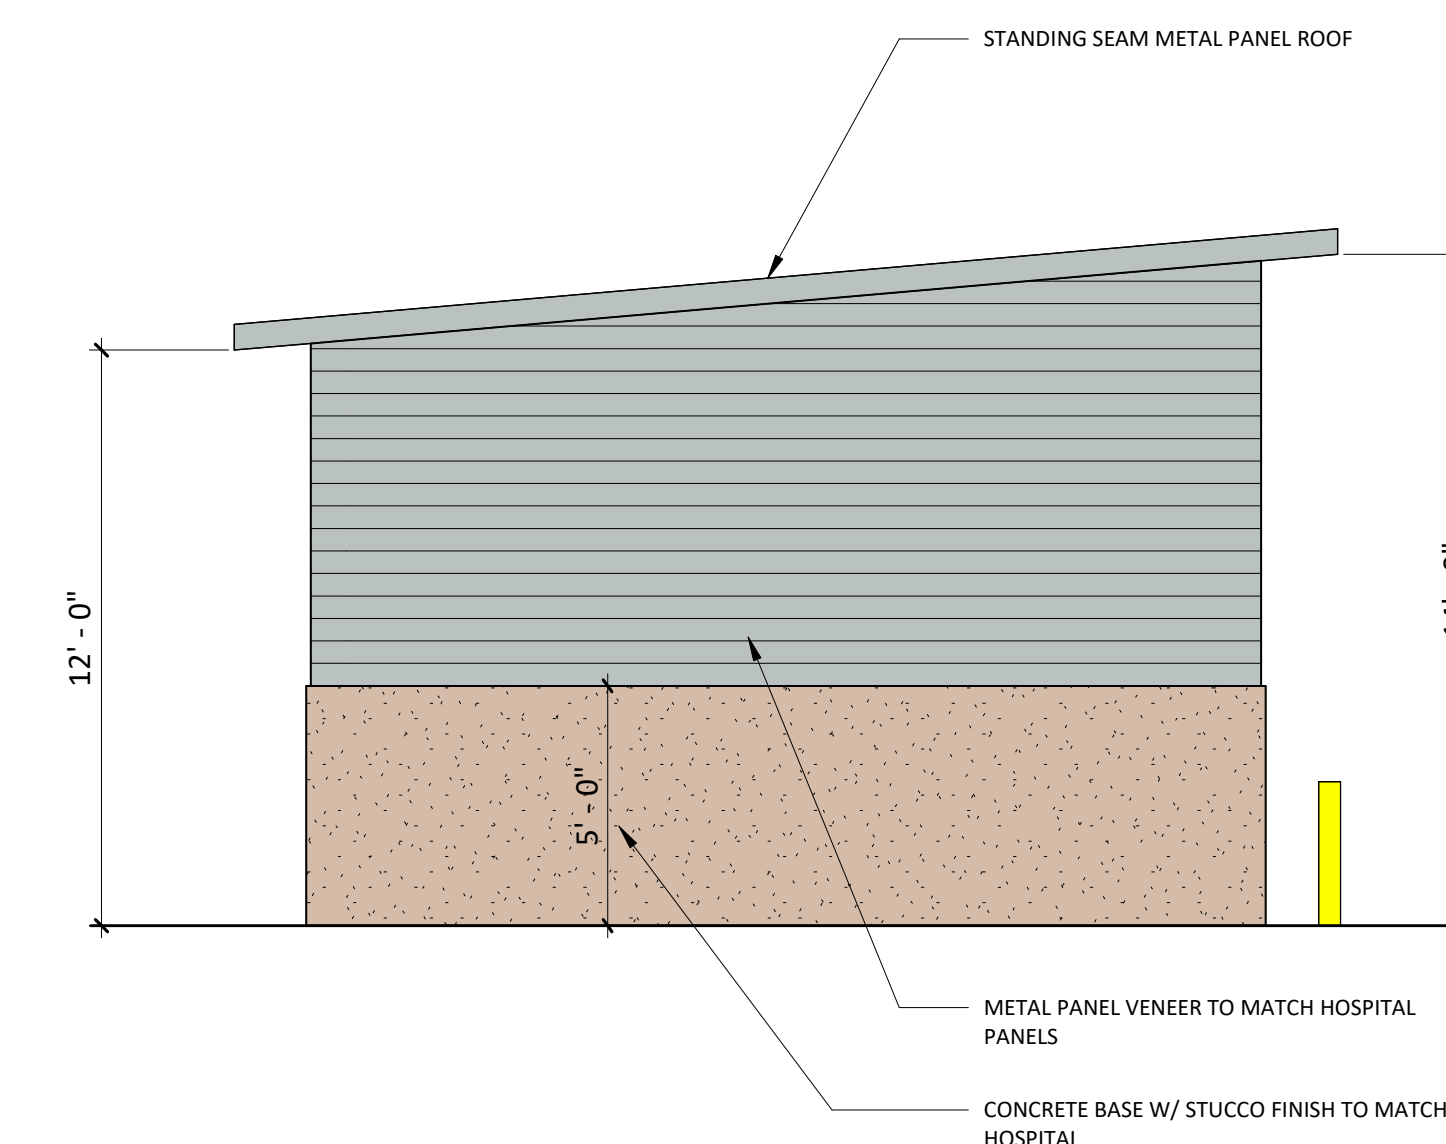 STANDING SEAM METAL PANEL ROOF
12' - 0"
5' - 0"
METAL PANEL VENEER TO MATCH HOSPITAL
PANELS
CONCRETE BASE W/ STUCCO FINISH TO MATCH
HOSPITAL